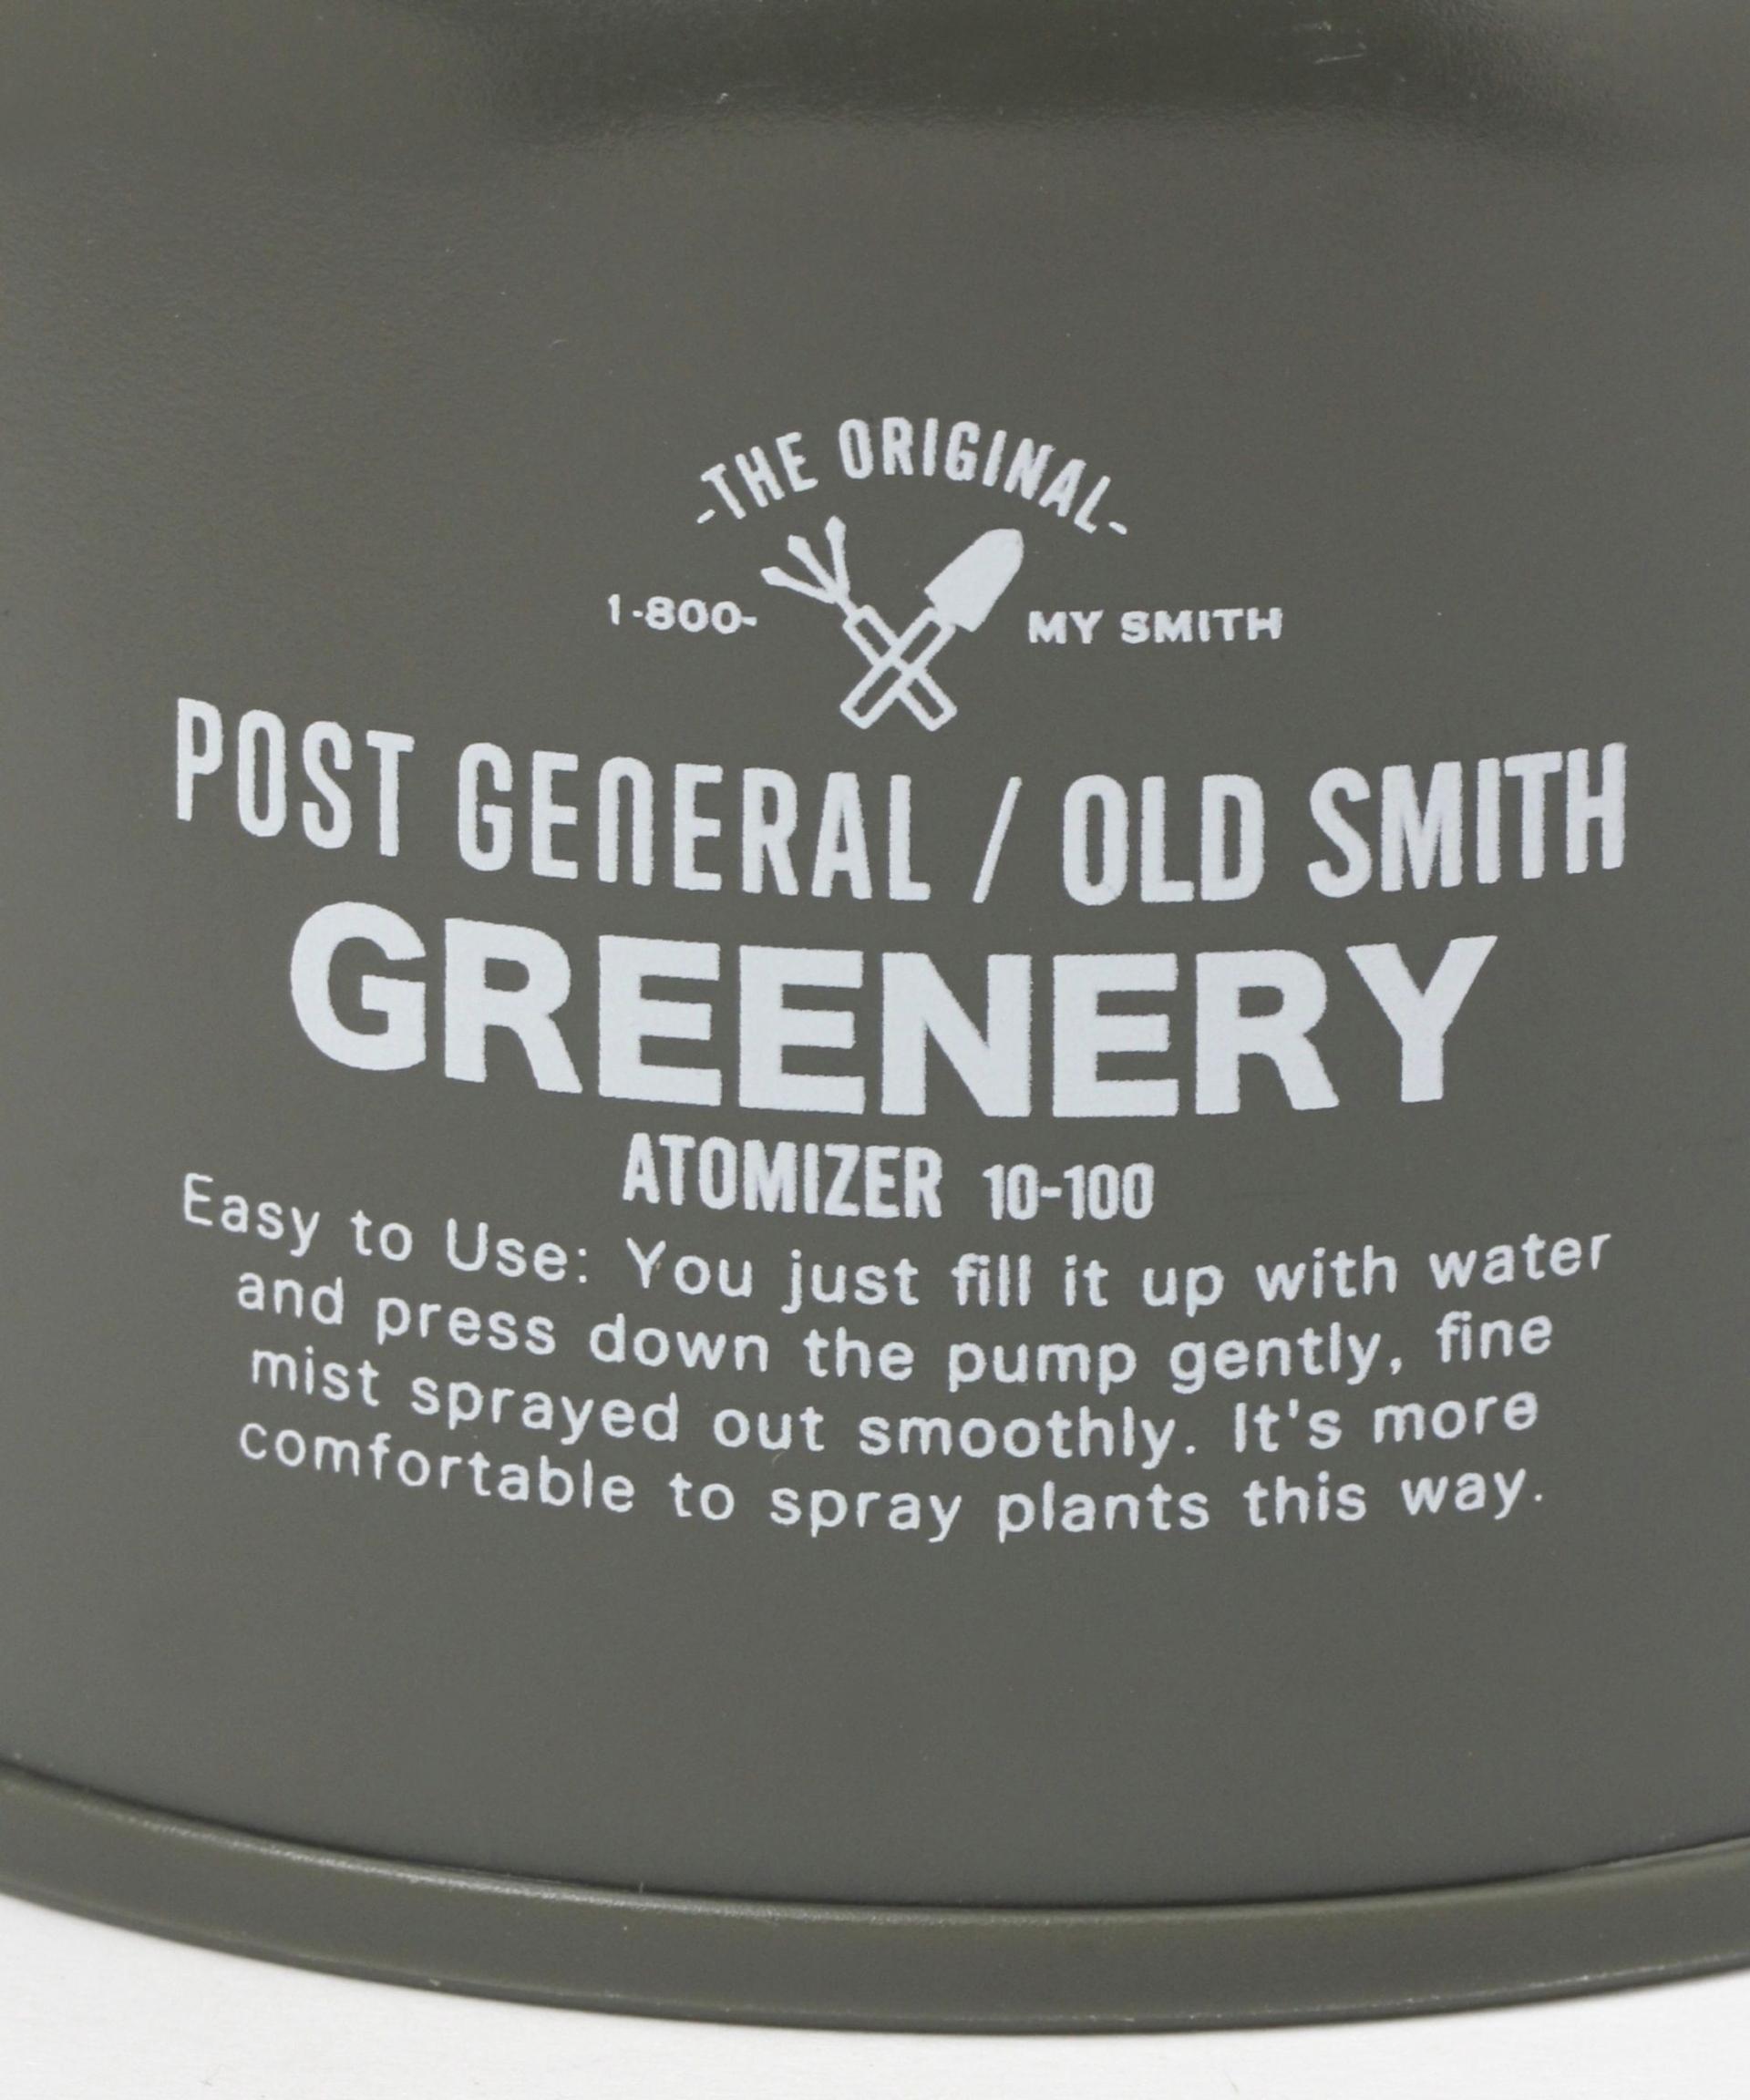 -THE ORIGINAL-
1-800- MY SMITH
POST GENERAL / OLD SMITH
GREENERY
ATOMIZER 10-100
Easy to Use: You just fill it up with water
and press down the pump gently, fine
mist sprayed out smoothly. It's more
comfortable to spray plants this way.